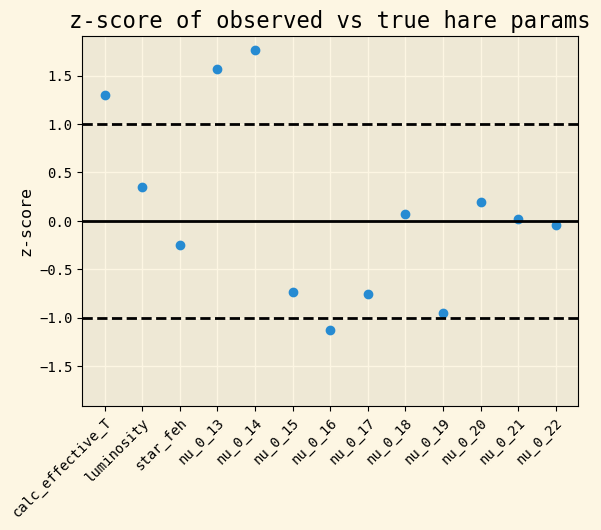 z-score of observed vs true hare params
z-score
1.5
1.0
0.5
0.0
−0.5
−1.0
−1.5
calc_effective_T
luminosity
star_feh
nu_0_13
nu_0_14
nu_0_15
nu_0_16
nu_0_17
nu_0_18
nu_0_19
nu_0_20
nu_0_21
nu_0_22